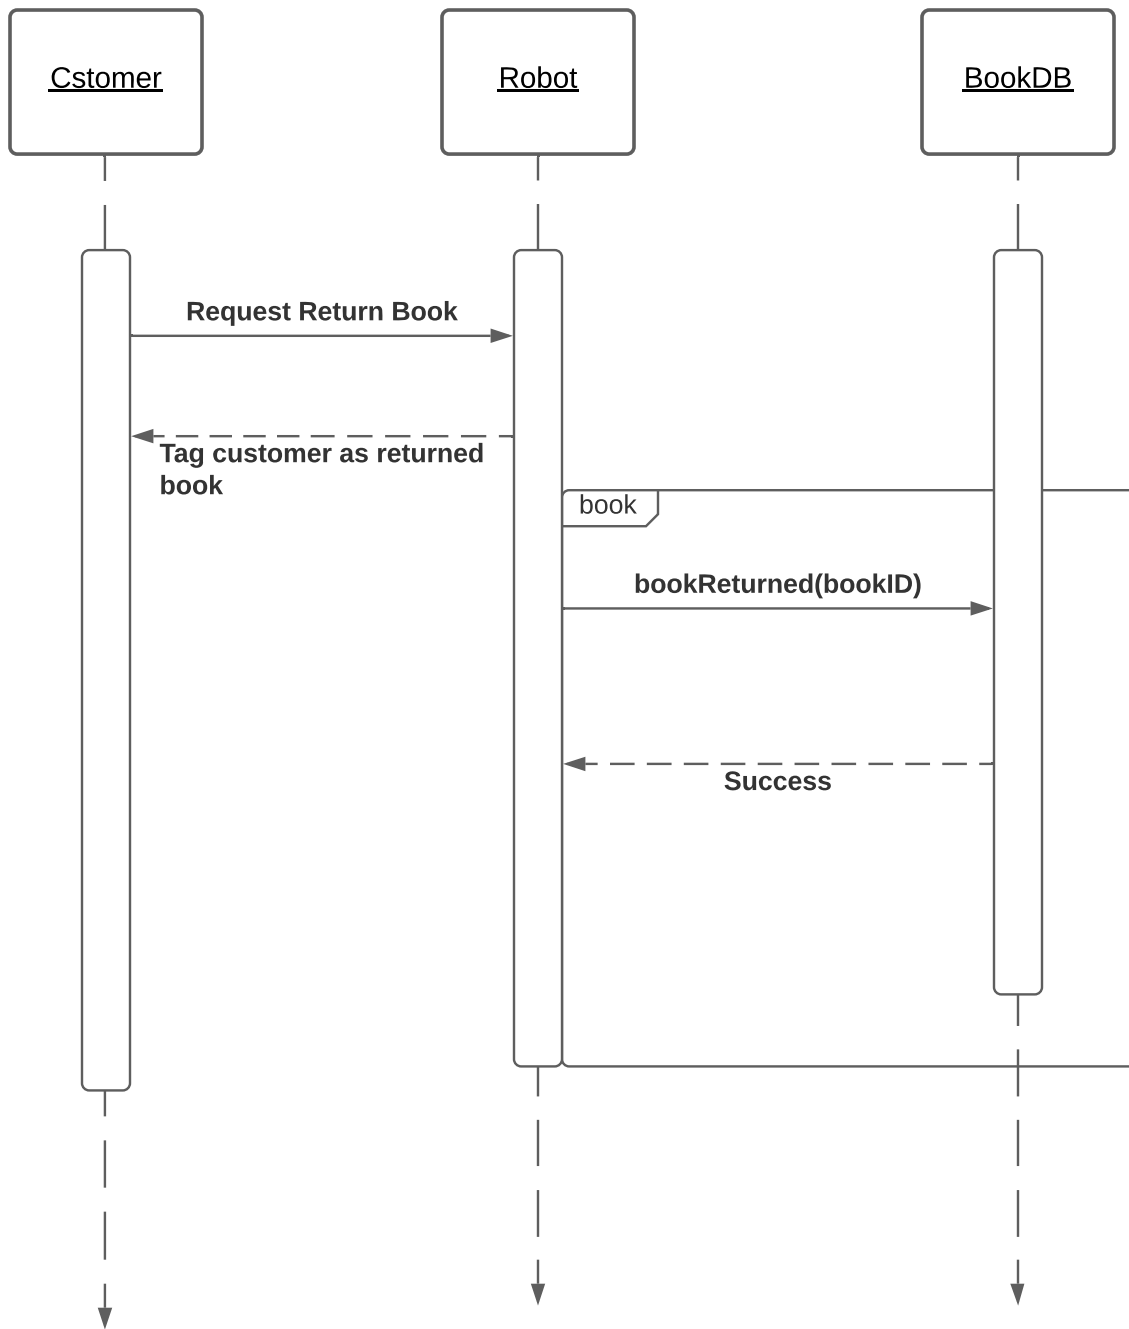 Cstomer
Robot
BookDB
Request Return Book
Tag customer as returned
book
book
bookReturned(bookID)
Success